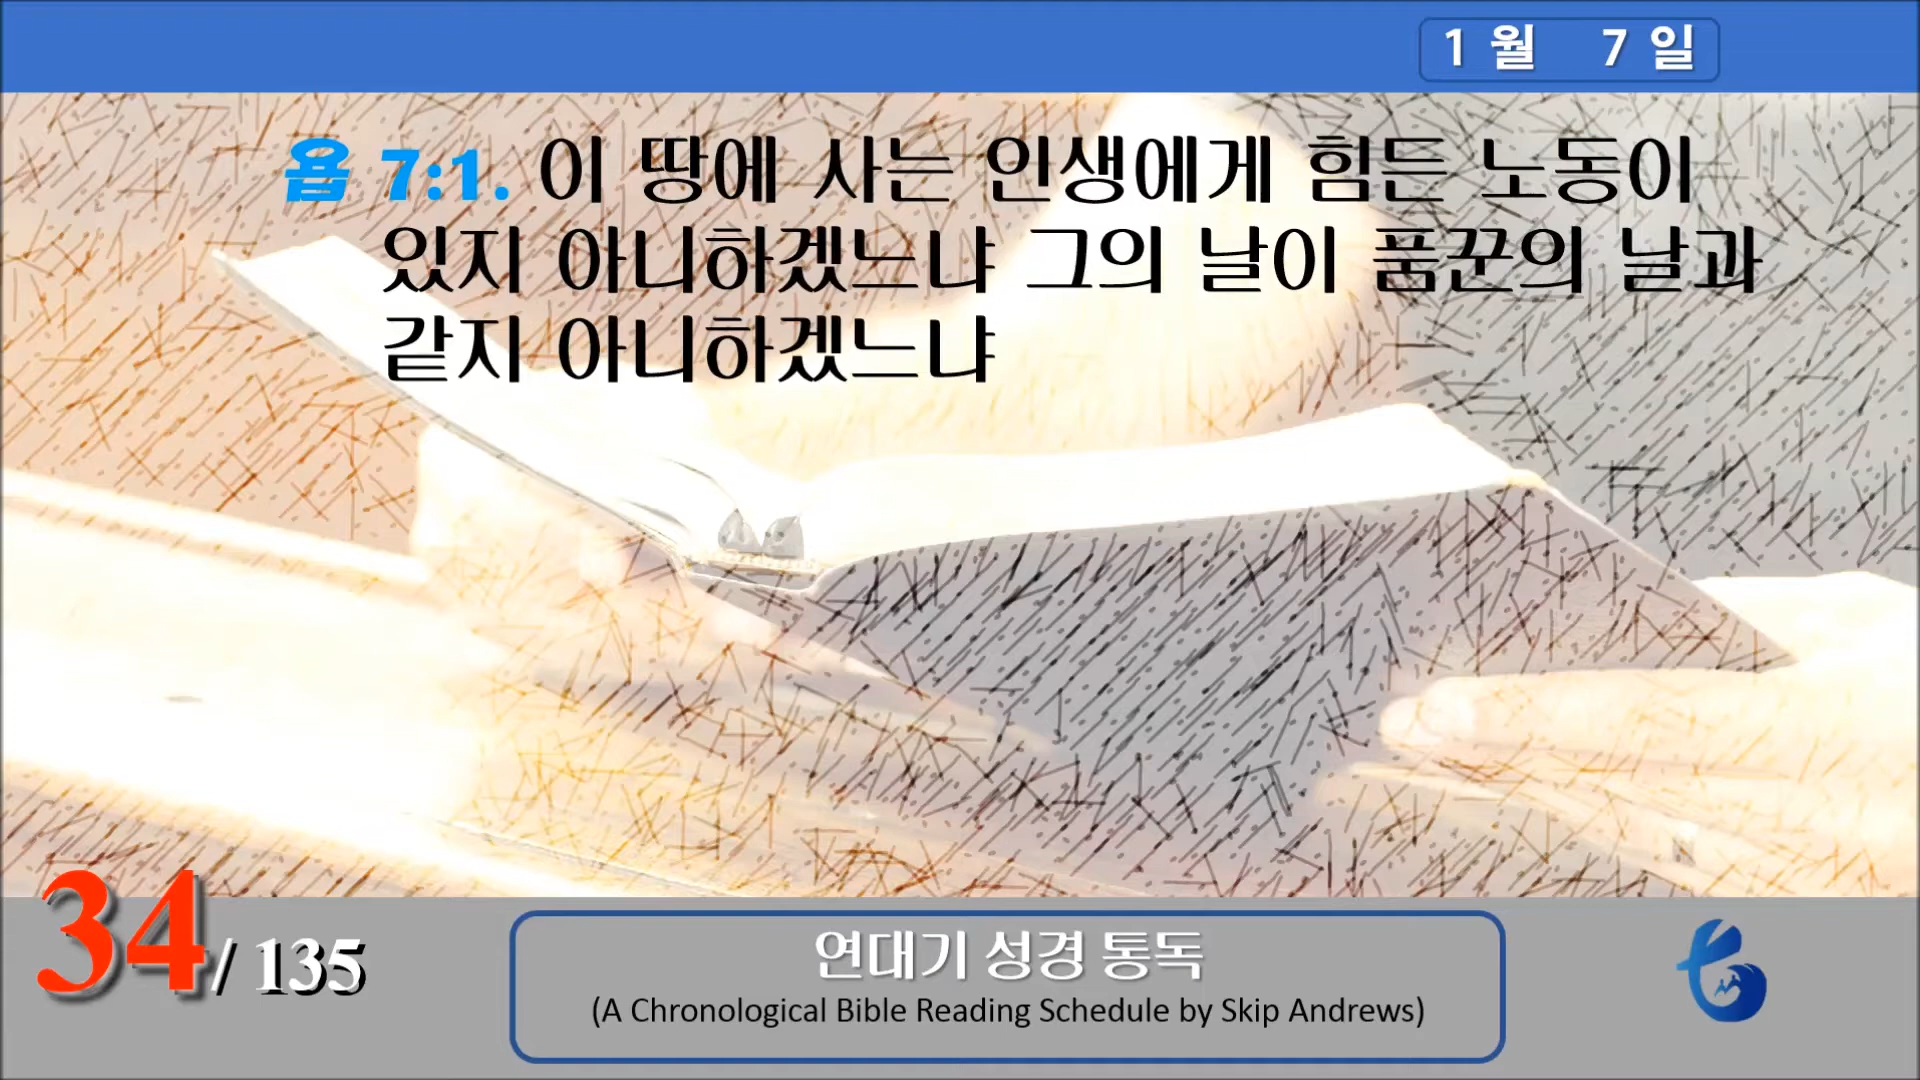 1 월 7 일
욥 7:1. 이 땅에 사는 인생에게 힘든 노동이
있지 아니하겠느냐 그의 날이 품꾼의 날과
같지 아니하겠느냐
34 / 135
연대기 성경 통독
(A Chronological Bible Reading Schedule by Skip Andrews)